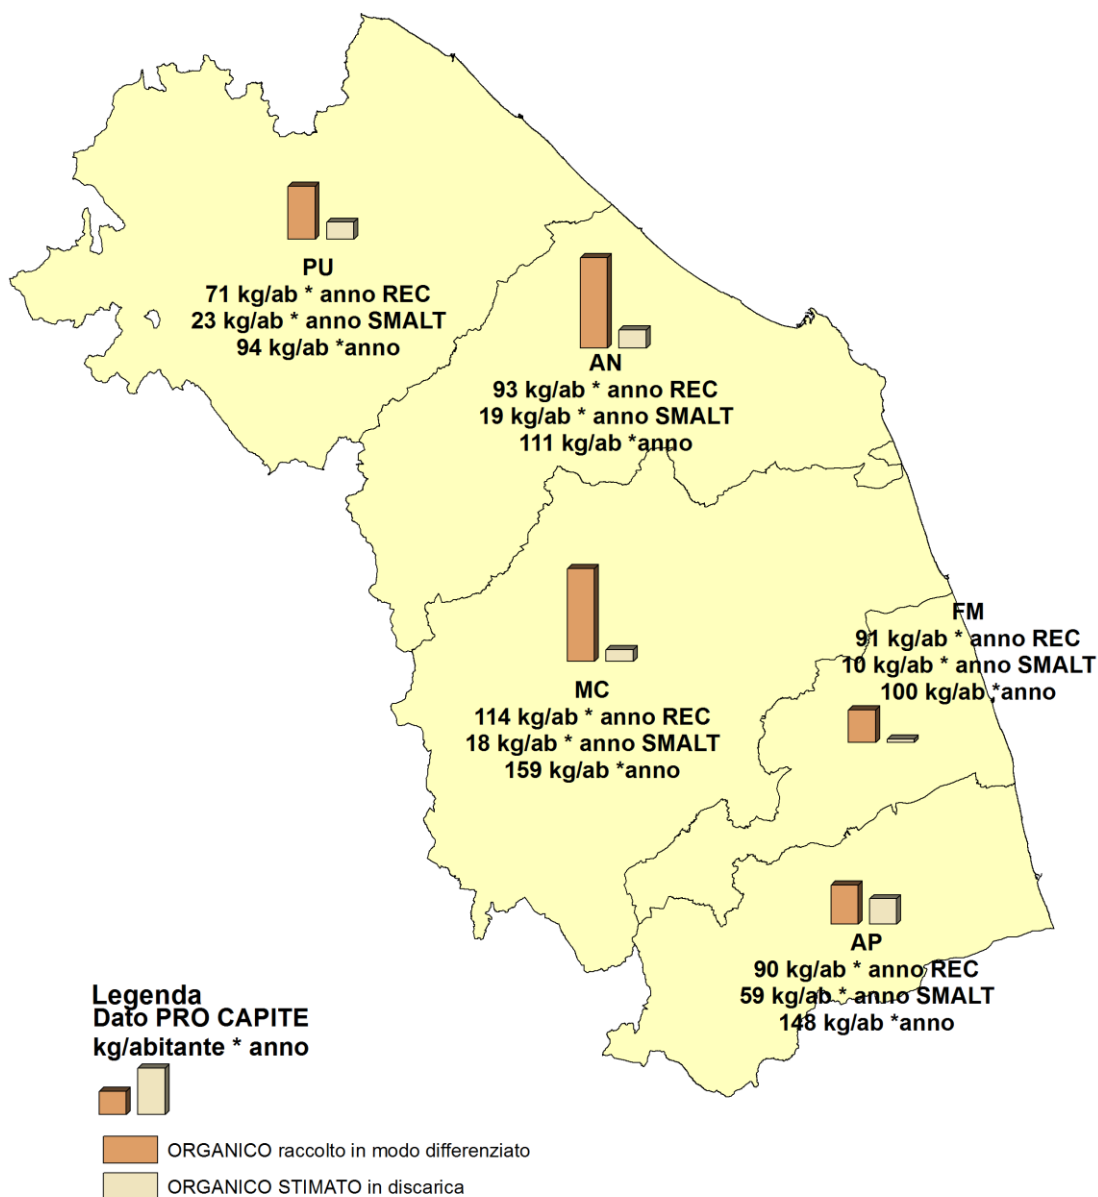 PU
71 kg/ab * anno REC
23 kg/ab * anno SMALT
94 kg/ab *anno
AN
93 kg/ab * anno REC
19 kg/ab * anno SMALT
111 kg/ab *anno
FM
91 kg/ab * anno REC
10 kg/ab * anno SMALT
100 kg/ab *anno
MC
114 kg/ab * anno REC
18 kg/ab * anno SMALT
159 kg/ab *anno
AP
90 kg/ab * anno REC
59 kg/ab * anno SMALT
148 kg/ab *anno
Legenda
Dato PRO CAPITE
kg/abitante * anno
ORGANICO raccolto in modo differenziato
ORGANICO STIMATO in discarica